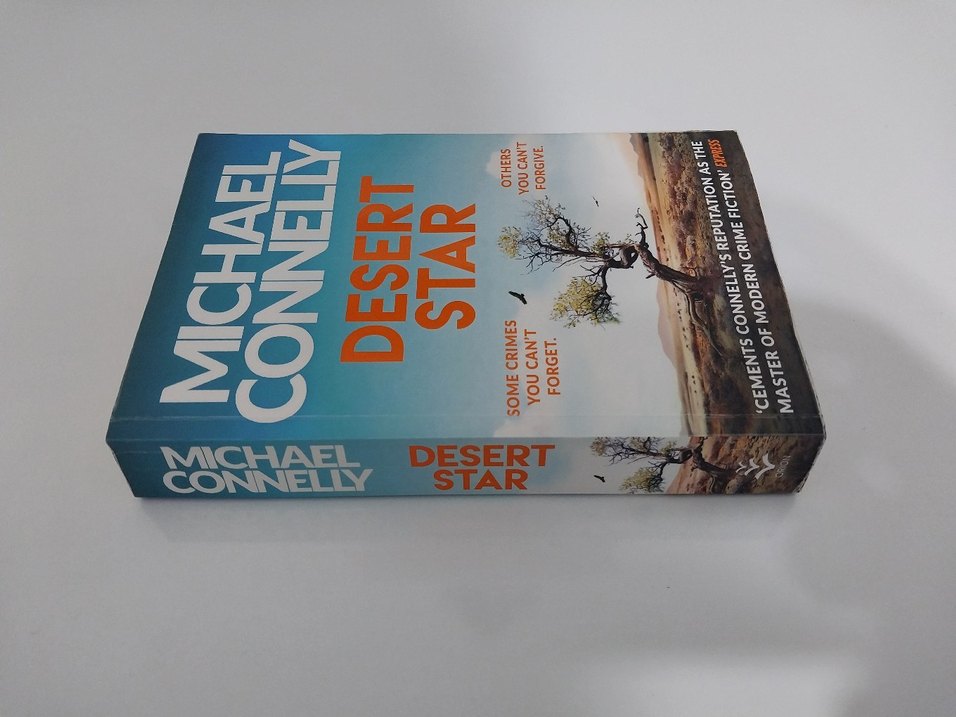 MICHAEL
CONNELLY
DESERT
STAR
SOME CRIMES
YOU CAN'T
FORGET.
OTHERS
YOU CAN'T
FORGIVE.
'CEMENTS CONNELLY'S REPUTATION AS THE
MASTER OF MODERN CRIME FICTION' EXPRESS
MICHAEL
CONNELLY
DESERT
STAR
ORION